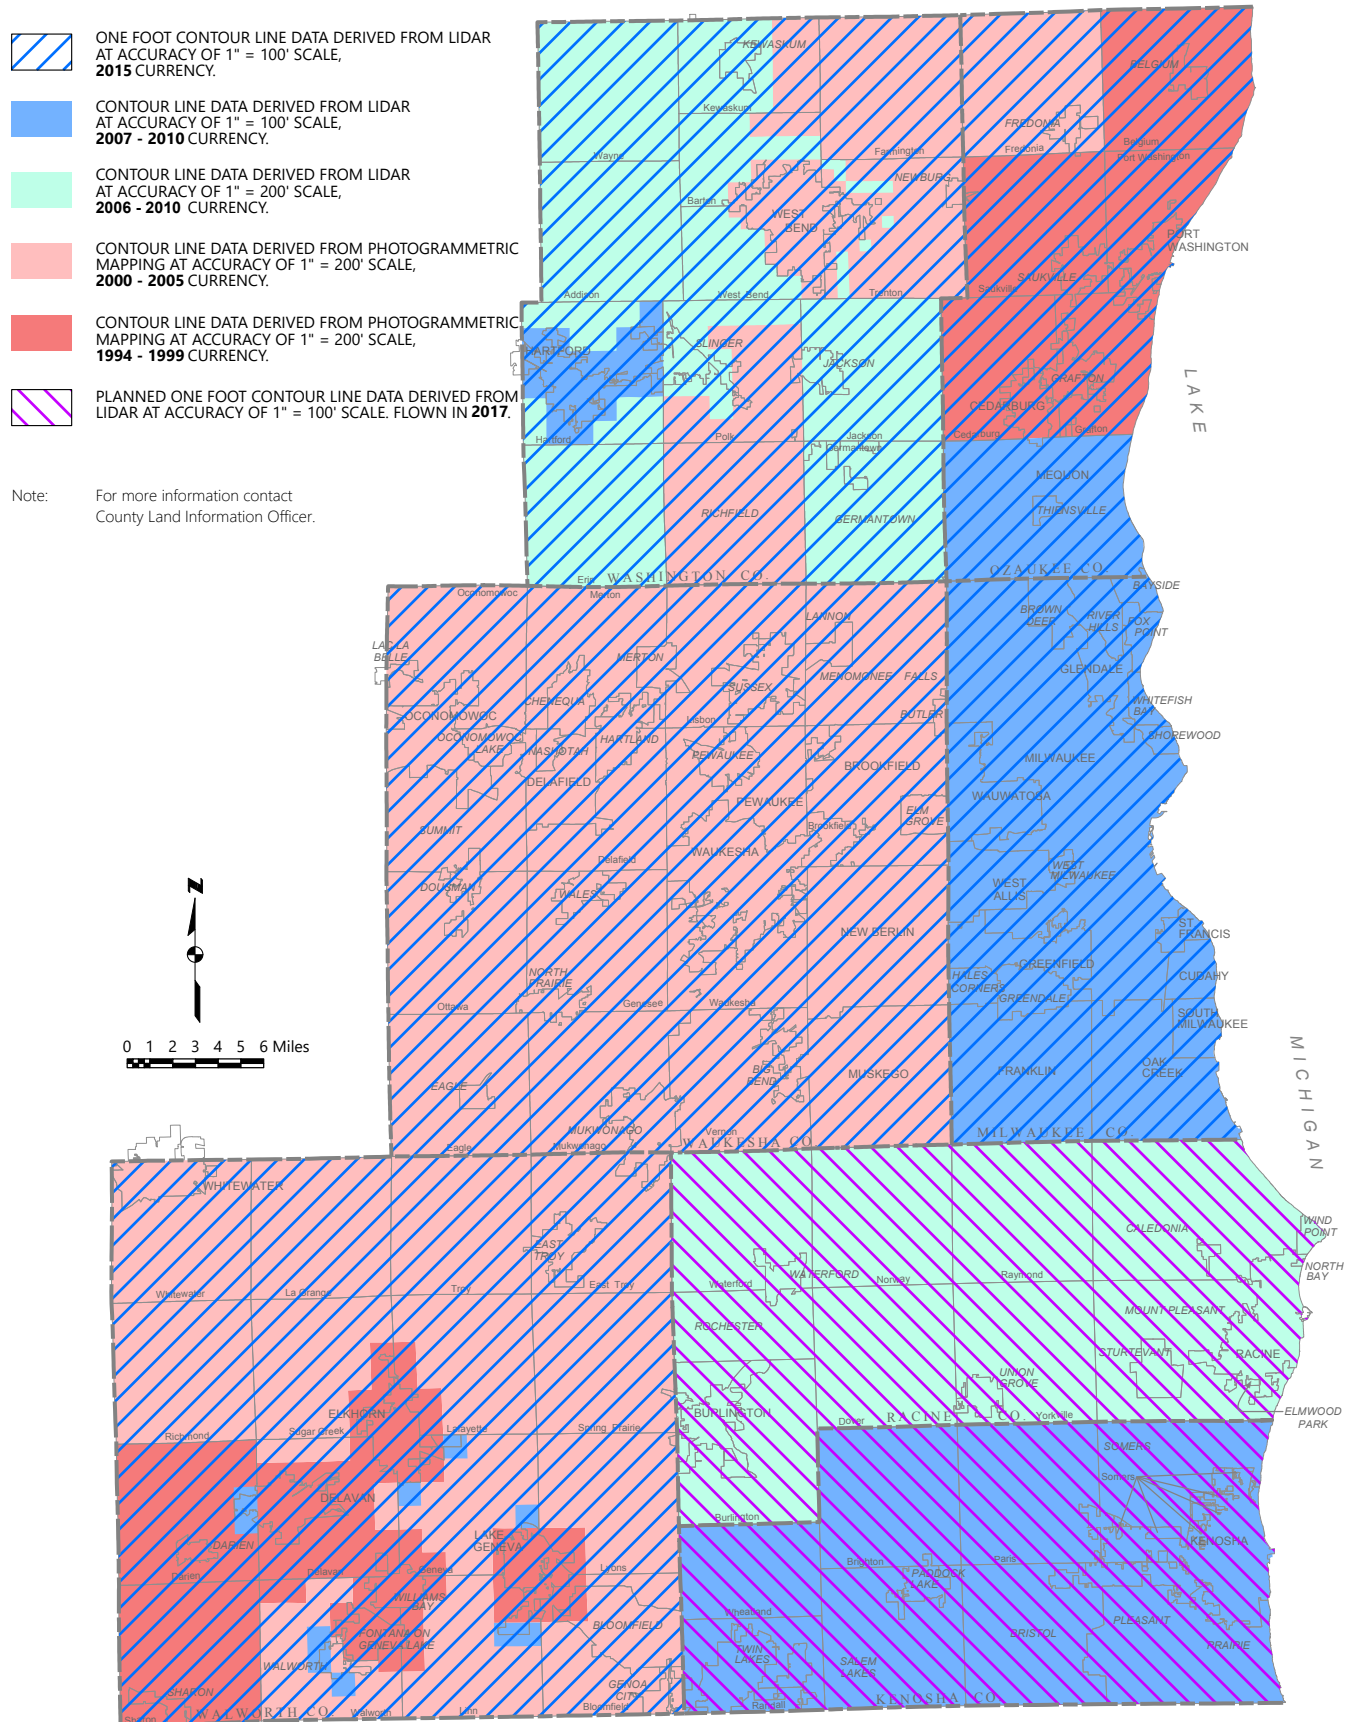 ONE FOOT CONTOUR LINE DATA DERIVED FROM LIDAR
AT ACCURACY OF 1" = 100' SCALE,
2015 CURRENCY.
CONTOUR LINE DATA DERIVED FROM LIDAR
AT ACCURACY OF 1" = 100' SCALE,
2007 - 2010 CURRENCY.
CONTOUR LINE DATA DERIVED FROM LIDAR
AT ACCURACY OF 1" = 200' SCALE,
2006 - 2010 CURRENCY.
CONTOUR LINE DATA DERIVED FROM PHOTOGRAMMETRIC
MAPPING AT ACCURACY OF 1" = 200' SCALE,
2000 - 2005 CURRENCY.
CONTOUR LINE DATA DERIVED FROM PHOTOGRAMMETRIC
MAPPING AT ACCURACY OF 1" = 200' SCALE,
1994 - 1999 CURRENCY.
PLANNED ONE FOOT CONTOUR LINE DATA DERIVED FROM
LIDAR AT ACCURACY OF 1" = 100' SCALE. FLOWN IN 2017.
Note: For more information contact
County Land Information Officer.
KEWASKUM
BELGIUM
Kewaskum
FREDONIA
Fredonia
Belgium
Wayne
Farmington
Port Washington
NEWBURG
Barton
WEST
BEND
PORT
WASHINGTON
SAUKVILLE
Addison
West Bend
Trenton
Saukville
HARTFORD
SLINGER
JACKSON
GRAFTON
CEDARBURG
Hartford
Polk
Jackson
Cedarburg
Grafton
Germantown
MEQUON
THIENSVILLE
RICHFIELD
GERMANTOWN
Erin
WASHINGTON CO.
OZAUKEE CO.
LAKE
MICHIGAN
Oconomowoc
Merton
BAYSIDE
LANNON
BROWN
DEER
RIVER
HILLS
FOX
POINT
LAC LA
BELLE
MERTON
GLENDALE
MENOMONEE FALLS
CHENEQUA
SUSSEX
WHITEFISH
BAY
OCONOMOWOC
Lisbon
BUTLER
OCONOMOWOC
LAKE
NASHOTAH
HARTLAND
PEWAUKEE
SHOREWOOD
MILWAUKEE
BROOKFIELD
DELAFIELD
PEWAUKEE
WAUWATOSA
ELM
GROVE
SUMMIT
Brookfield
WAUKESHA
Delafield
DOUSMAN
WALES
WEST
MILWAUKEE
WEST
ALLIS
NEW BERLIN
ST.
FRANCIS
NORTH
PRAIRIE
GREENFIELD
HALES
CORNERS
CUDAHY
GREENDALE
Ottawa
Genesee
Waukesha
SOUTH
MILWAUKEE
N
0 1 2 3 4 5 6 Miles
EAGLE
BIG
BEND
MUSKEGO
FRANKLIN
OAK
CREEK
MUKWONAGO
Vernon
Eagle
Mukwonago
WAUKESHA CO.
MILWAUKEE CO.
WHITEWATER
EAST
TROY
CALEDONIA
WIND
POINT
NORTH
BAY
WATERFORD
Whitewater
La Grange
Troy
East Troy
Waterford
Norway
Raymond
ROCHESTER
MOUNT PLEASANT
STURTEVANT
RACINE
UNION
GROVE
ELKHORN
BURLINGTON
ELMWOOD
PARK
Richmond
Sugar Creek
Lafayette
Spring Prairie
Dover
RACINE CO.
Yorkville
SOMERS
Somers
DELAVAN
Burlington
DARIEN
LAKE
GENEVA
KENOSHA
Darien
Delavan
Geneva
Lyons
Brighton
Paris
PADDOCK
LAKE
WILLIAMS
BAY
Wheatland
BLOOMFIELD
FONTANA ON
GENEVA LAKE
WALWORTH
TWIN
LAKES
SALEM
LAKES
BRISTOL
PLEASANT
PRAIRIE
SHARON
GENOA
CITY
Sharon
WALWORTH CO.
Walworth
Linn
Bloomfield
Randall
KENOSHA CO.